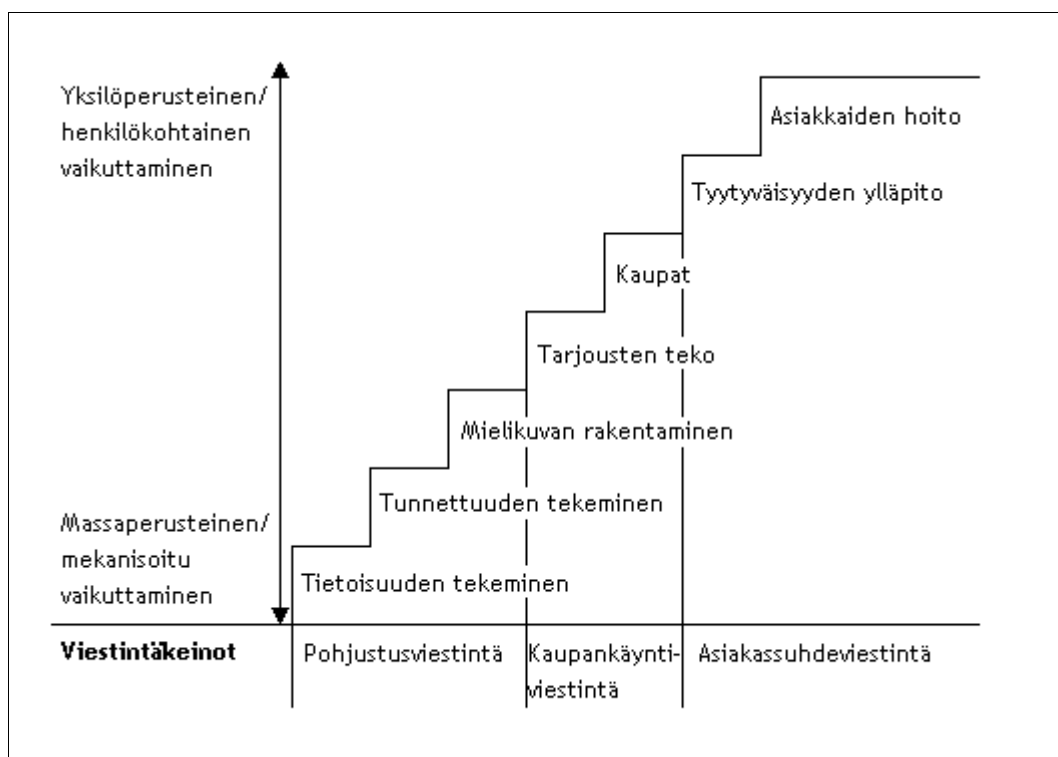 Yksilöperusteinen/
henkilökohtainen
vaikuttaminen
Asiakkaiden hoito
Tyytyväisyyden ylläpito
Kaupat
Tarjousten teko
Mielikuvan rakentaminen
Tunnettuuden tekeminen
Massaperusteinen/
mekanisoitu
vaikuttaminen
Tietoisuuden tekeminen
Viestintäkeinot
Pohjustusviestintä
Kaupankäynti-
viestintä
Asiakassuhdeviestintä